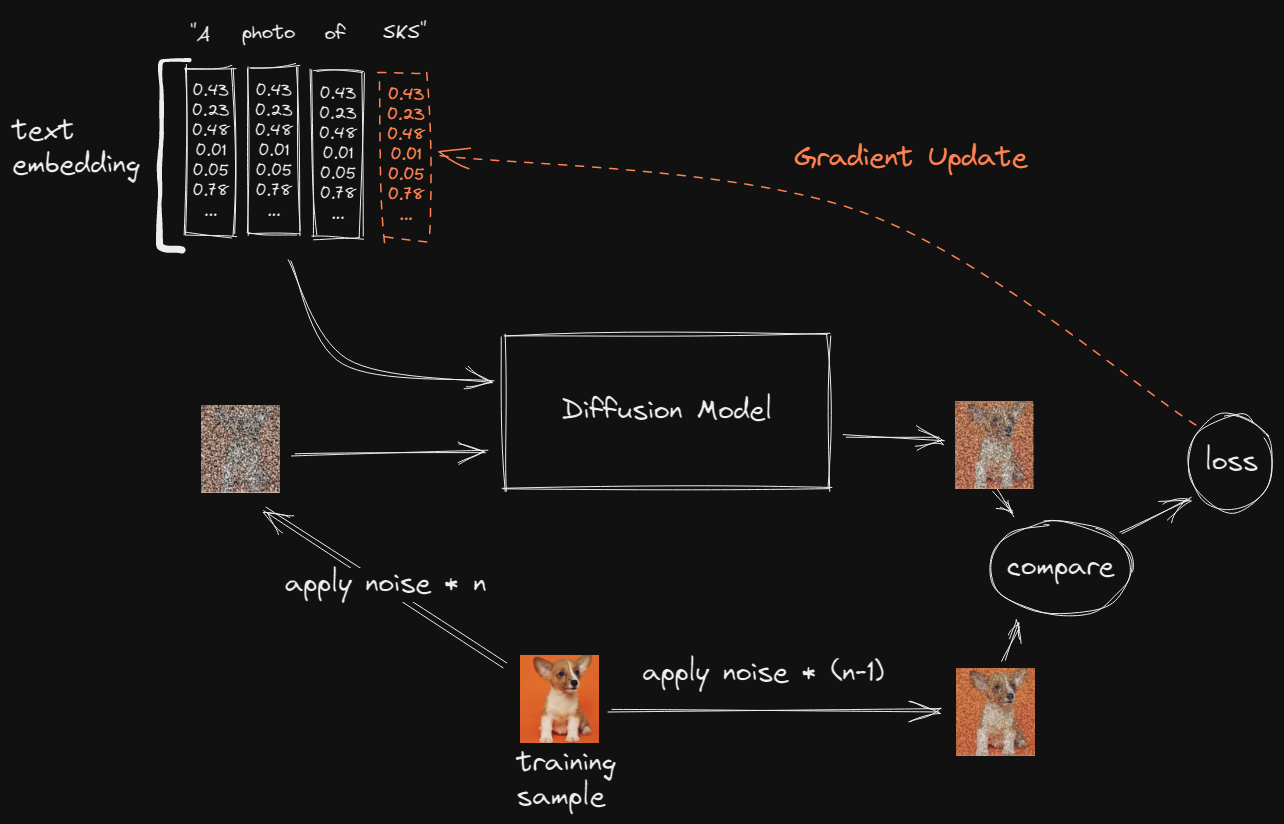 "A photo of SKS"
text
embedding
0.43 0.43 0.43 0.43
0.23 0.23 0.23 0.23
0.48 0.48 0.48 0.48
0.01 0.01 0.01 0.01
0.05 0.05 0.05 0.05
0.78 0.78 0.78 0.78
... ... ... ...
Gradient Update
Diffusion Model
loss
compare
apply noise * n
apply noise * (n-1)
training
sample